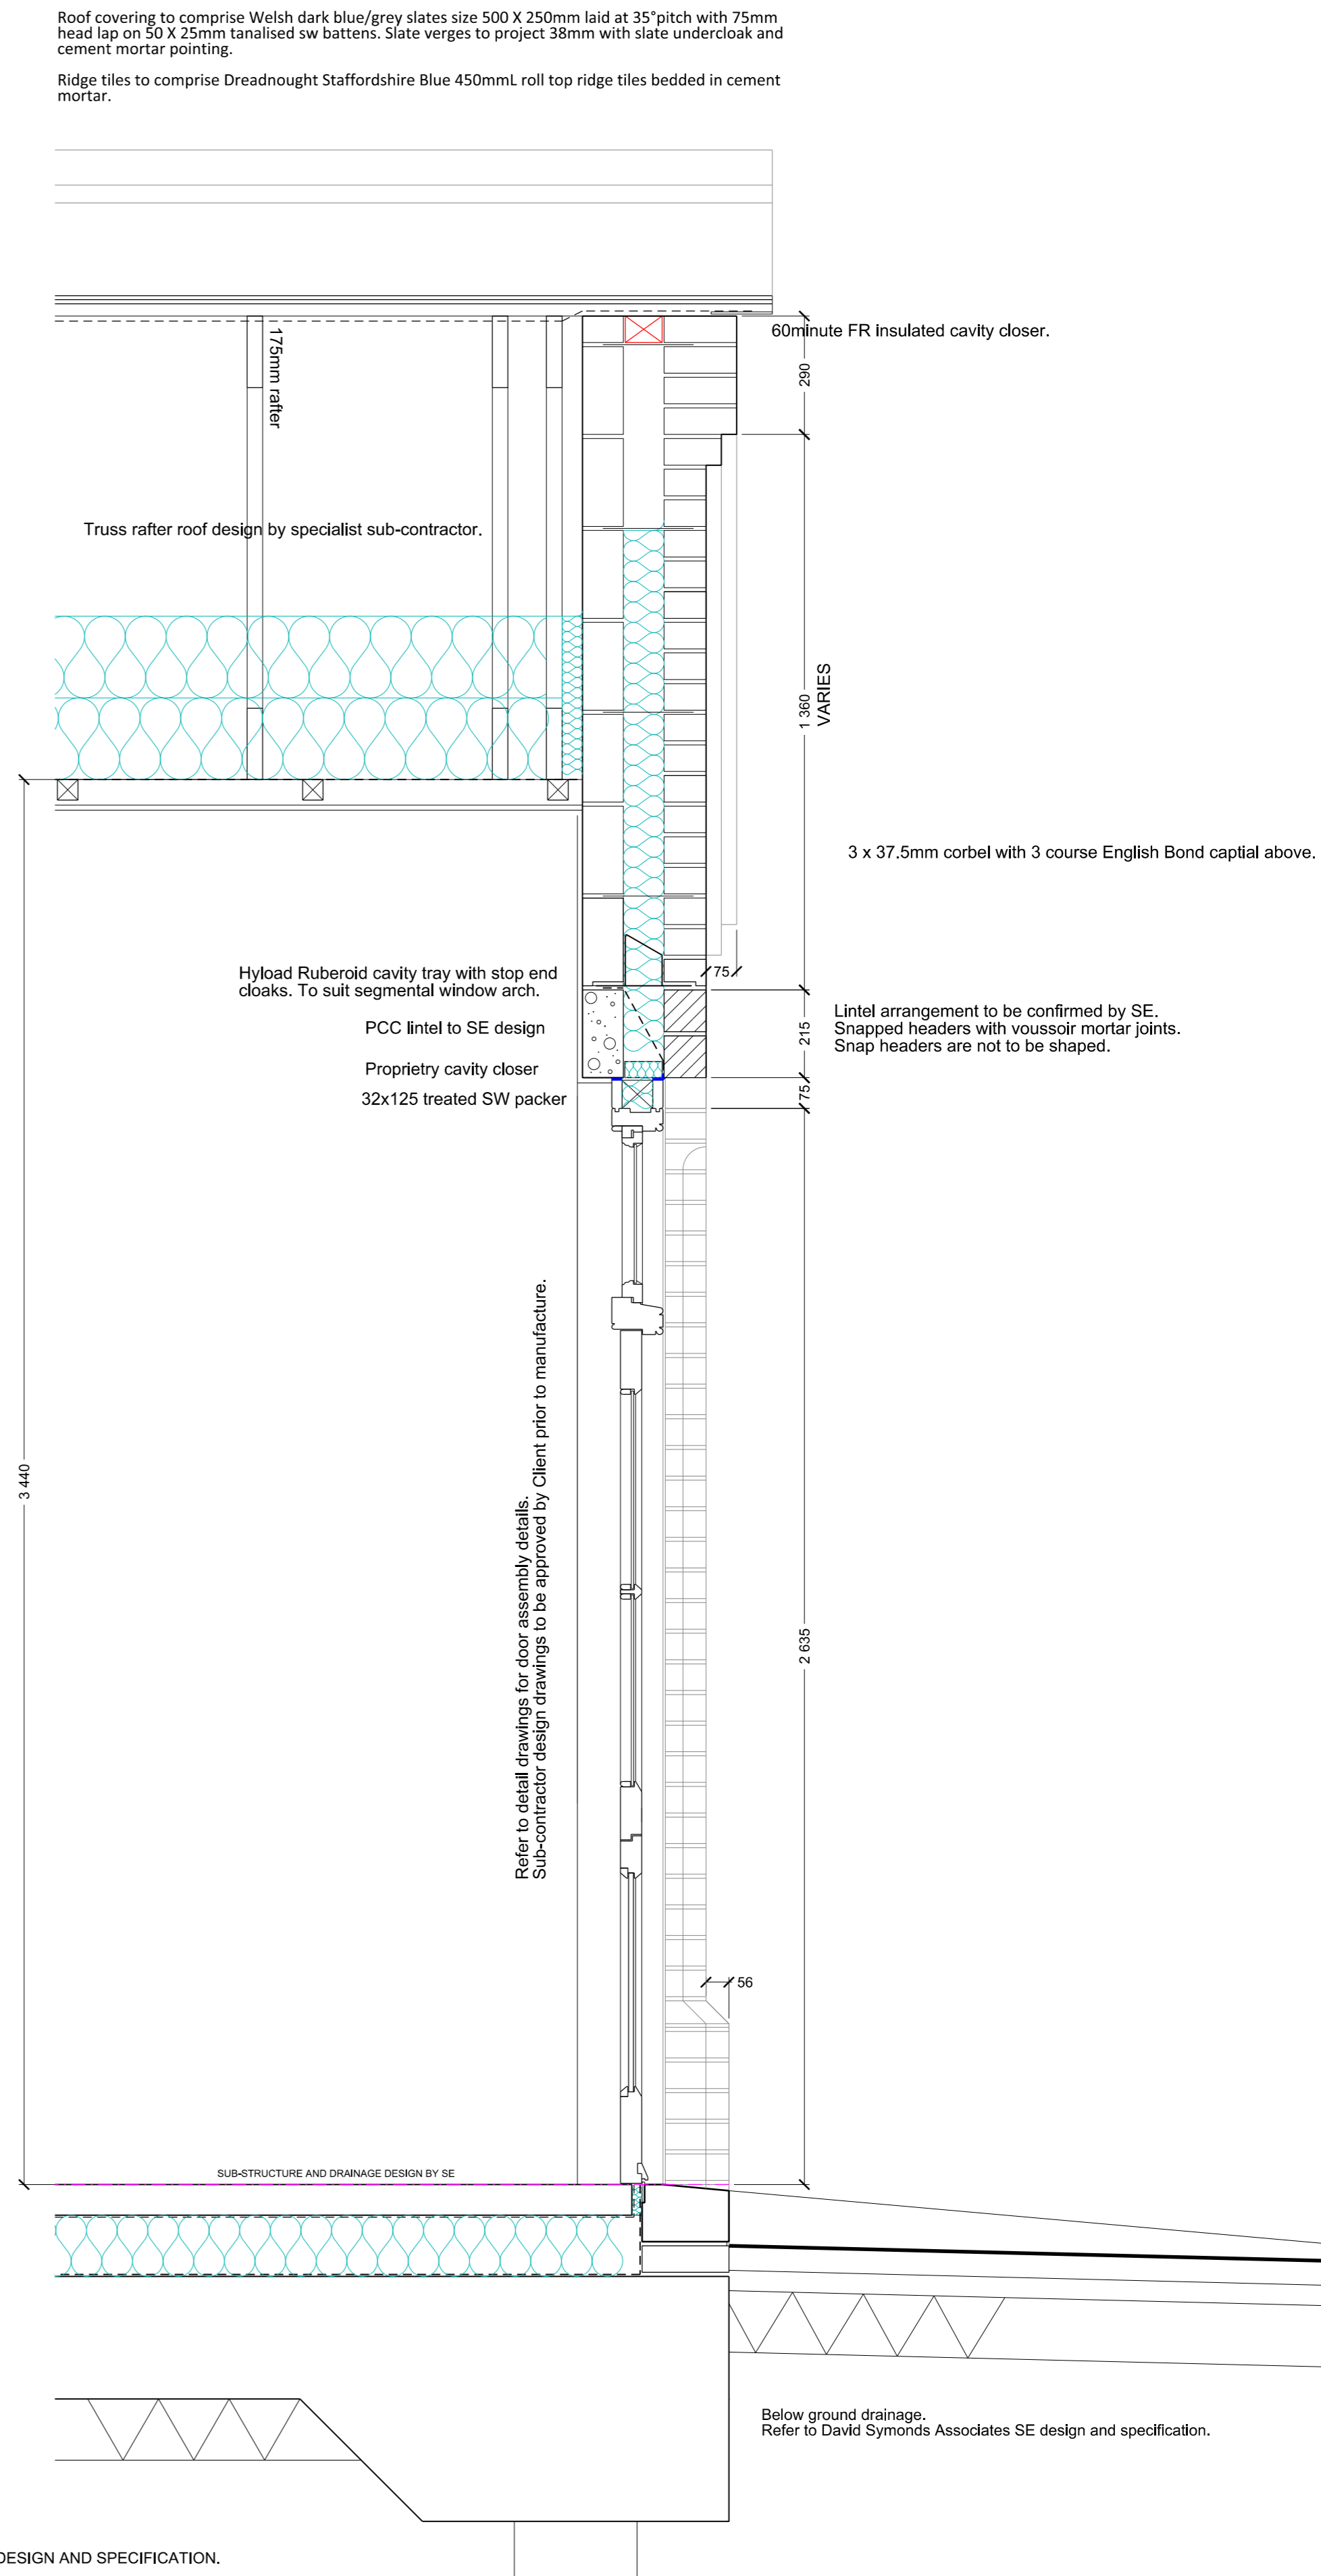 Roof covering to comprise Welsh dark blue/grey slates size 500 X 250mm laid at 35°pitch with 75mm
head lap on 50 X 25mm tanalised sw battens. Slate verges to project 38mm with slate undercloak and
cement mortar pointing.
Ridge tiles to comprise Dreadnought Staffordshire Blue 450mmL roll top ridge tiles bedded in cement
mortar.
60minute FR insulated cavity closer.
290
175mm rafter
Truss rafter roof design by specialist sub-contractor.
1 360
VARIES
3 x 37.5mm corbel with 3 course English Bond captial above.
75
Hyload Ruberoid cavity tray with stop end
cloaks. To suit segmental window arch.
PCC lintel to SE design
Proprietry cavity closer
32x125 treated SW packer
Lintel arrangement to be confirmed by SE.
Snapped headers with voussoir mortar joints.
Snap headers are not to be shaped.
215
75
3 440
Refer to detail drawings for door assembly details.
Sub-contractor design drawings to be approved by Client prior to manufacture.
2 635
56
SUB-STRUCTURE AND DRAINAGE DESIGN BY SE
Below ground drainage.
Refer to David Symonds Associates SE design and specification.
DESIGN AND SPECIFICATION.